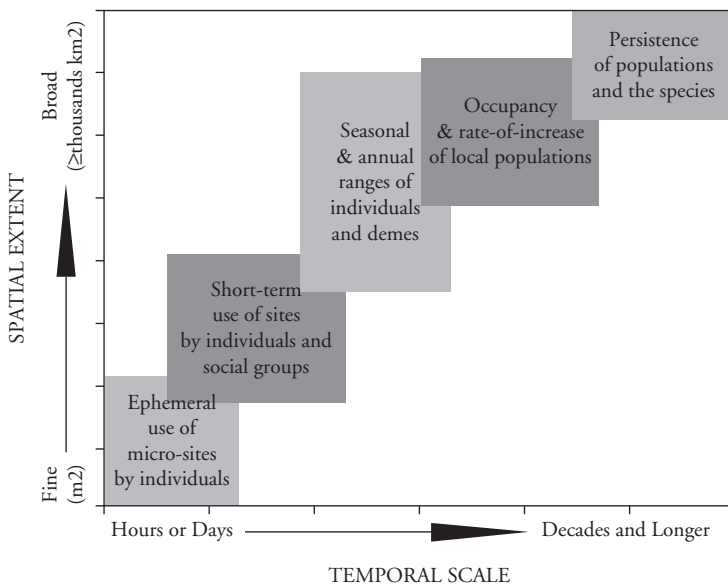 Persistence
of populations
and the species
Occupancy
& rate-of-increase
of local populations
Seasonal
& annual
ranges of
individuals
and demes
Short-term
use of sites
by individuals and
social groups
Ephemeral
use of
micro-sites
by individuals
SPATIAL EXTENT
Broad
(≥thousands km2)
Fine
(m2)
Hours or Days
Decades and Longer
TEMPORAL SCALE